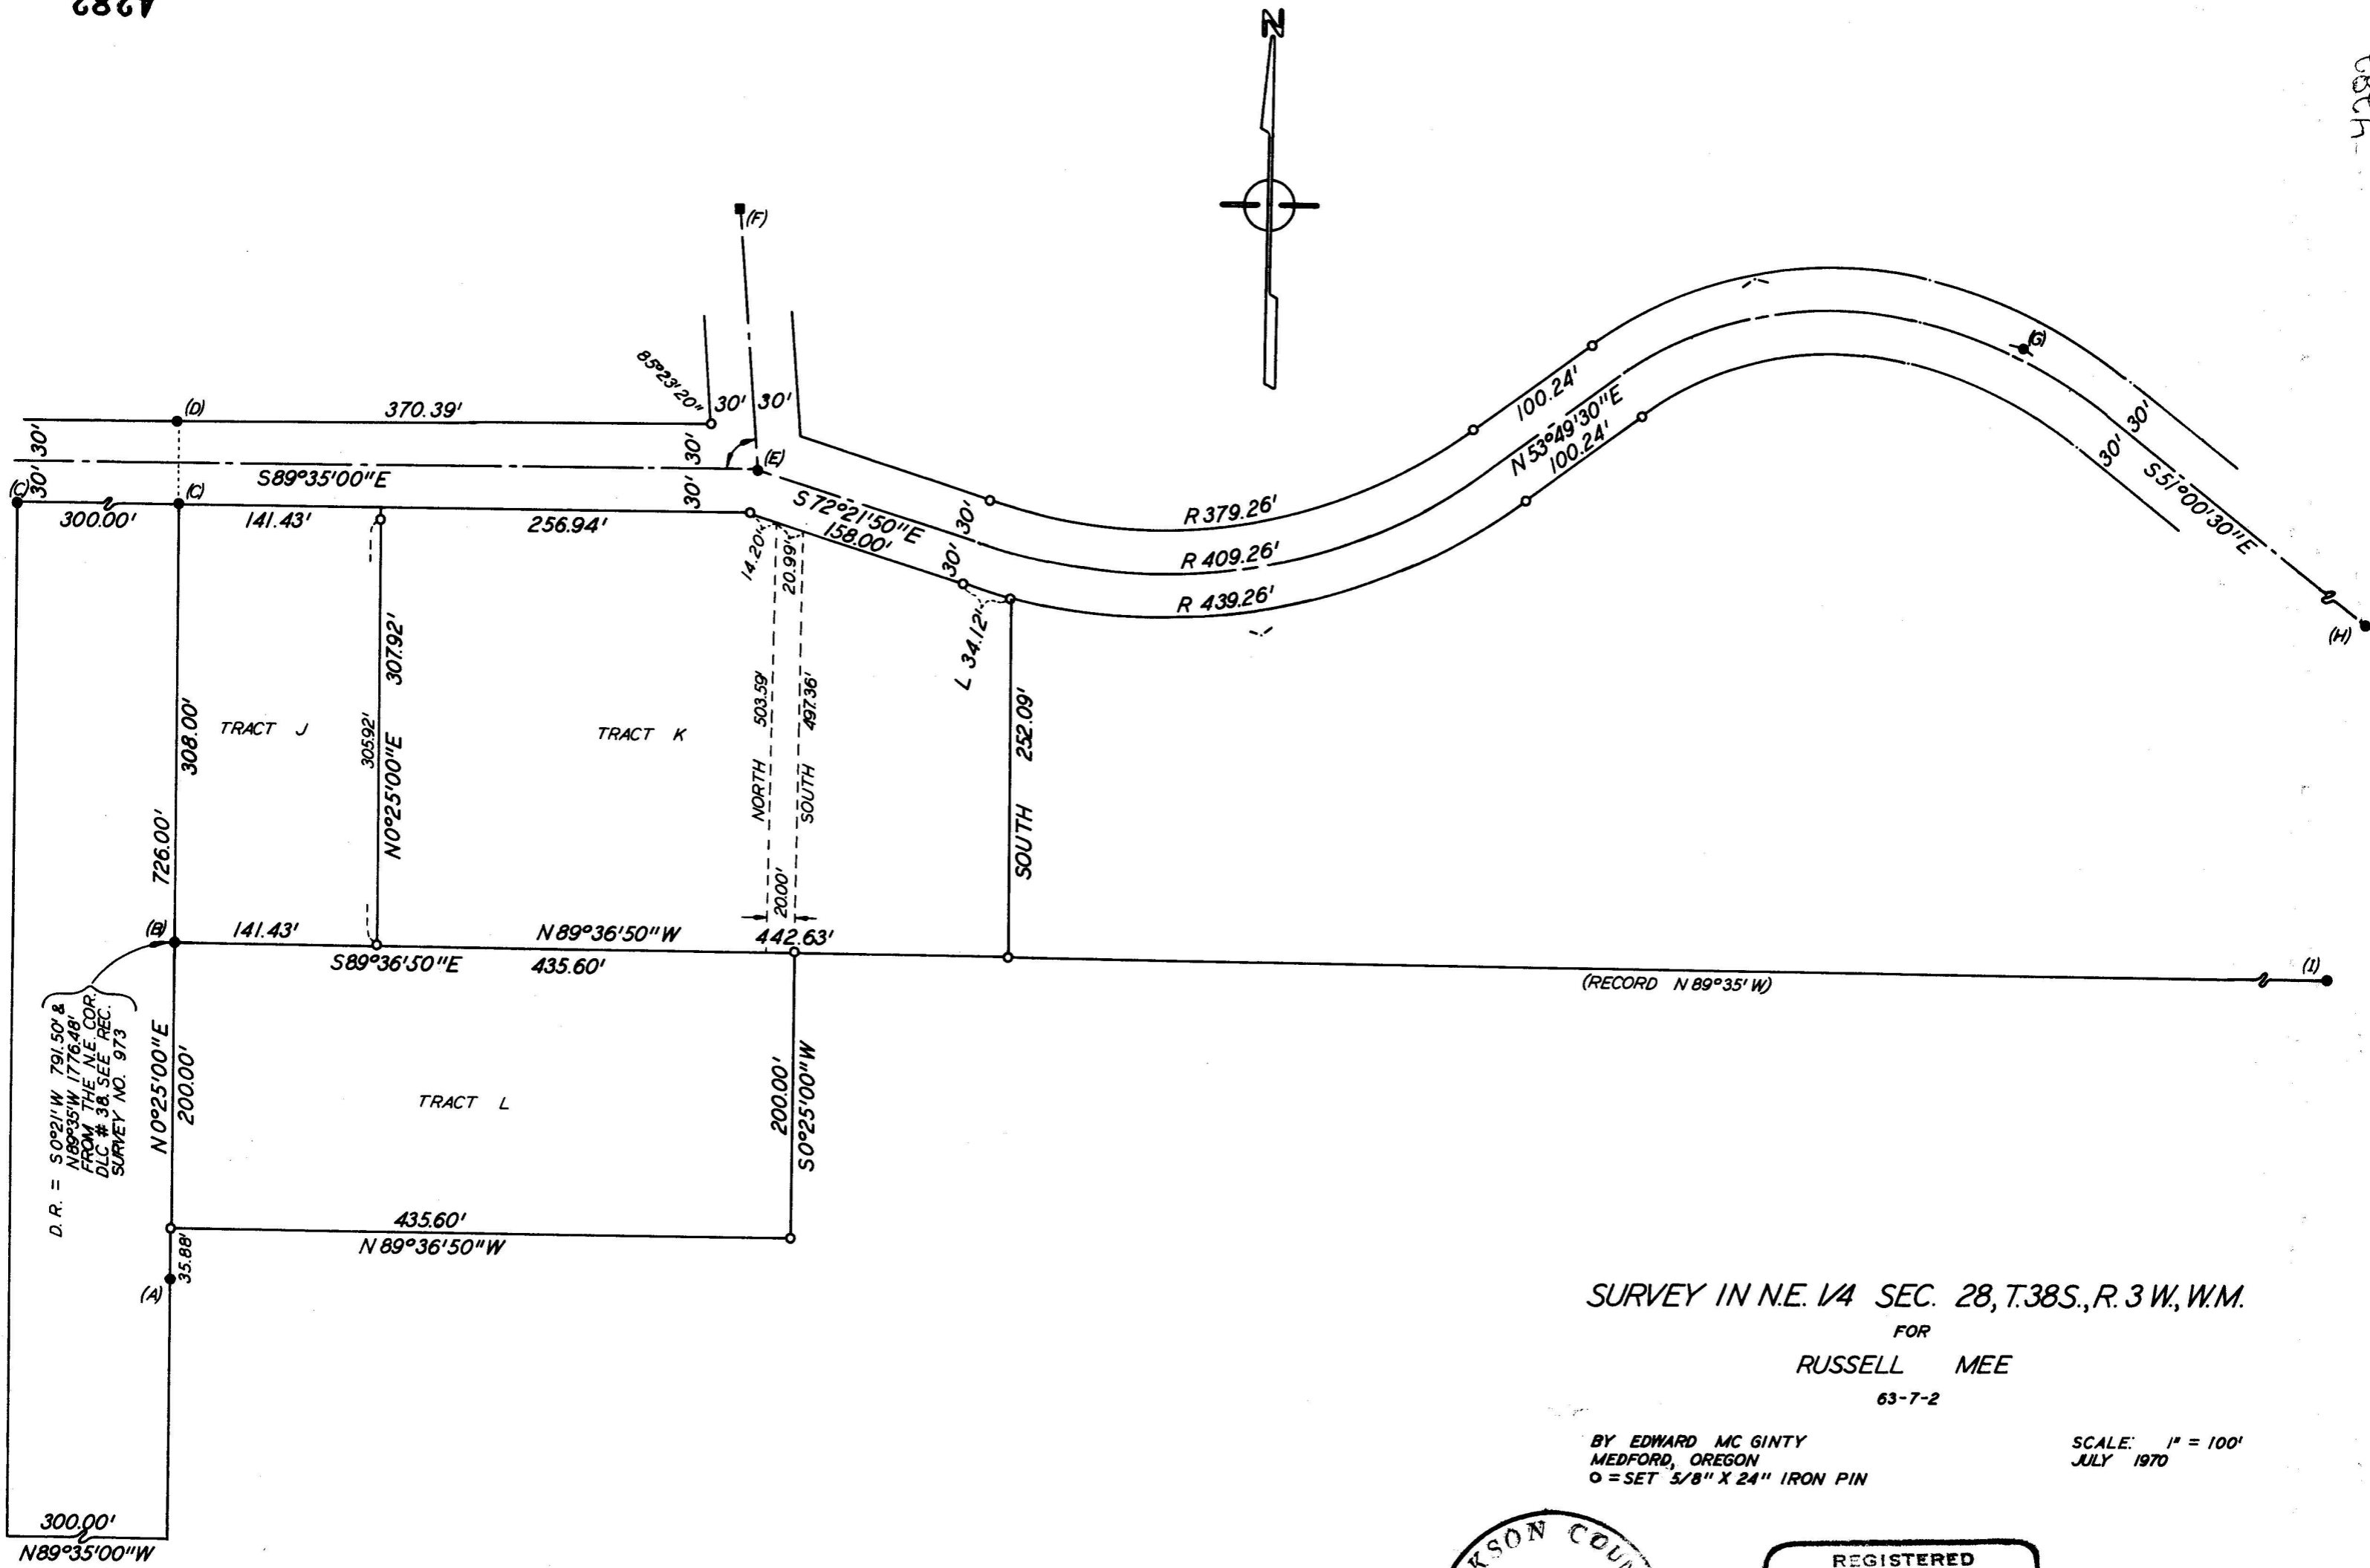 4282
N
(F)
85°23'20"
30' 30'
(D)
370.39'
30'
30'
30'
30'
(E)
S89°35'00"E
(C)
(C)
300.00'
141.43'
256.94'
S 72°21'50"E
158.00'
30'
30'
14.20'
20.99'
L 34.12'
R 379.26'
R 409.26'
R 439.26'
100.24'
N 53°49'30"E
100.24'
(G)
30'
30'
S51°00'30"E
(H)
308.00'
TRACT J
305.92'
307.92'
N0°25'00"E
TRACT K
NORTH 503.59'
SOUTH 497.36'
20.00'
SOUTH 252.09'
726.00'
(B)
141.43'
N89°36'50"W
442.63'
S89°36'50"E
435.60'
(RECORD N 89°35' W)
(I)
D.R. = S0°21'W 791.50' &
N89°35'W 1776.48'
FROM THE N.E. COR.
DLC # 38. SEE REC.
SURVEY NO. 973
N0°25'00"E
200.00'
TRACT L
200.00'
S0°25'00"W
435.60'
N89°36'50"W
35.88'
(A)
300.00'
N89°35'00"W
SURVEY IN N.E. 1/4 SEC. 28, T.38S., R. 3 W., W.M.
FOR
RUSSELL MEE
63-7-2
BY EDWARD MC GINTY
MEDFORD, OREGON
O = SET 5/8" X 24" IRON PIN
SCALE: 1" = 100'
JULY 1970
REGISTERED